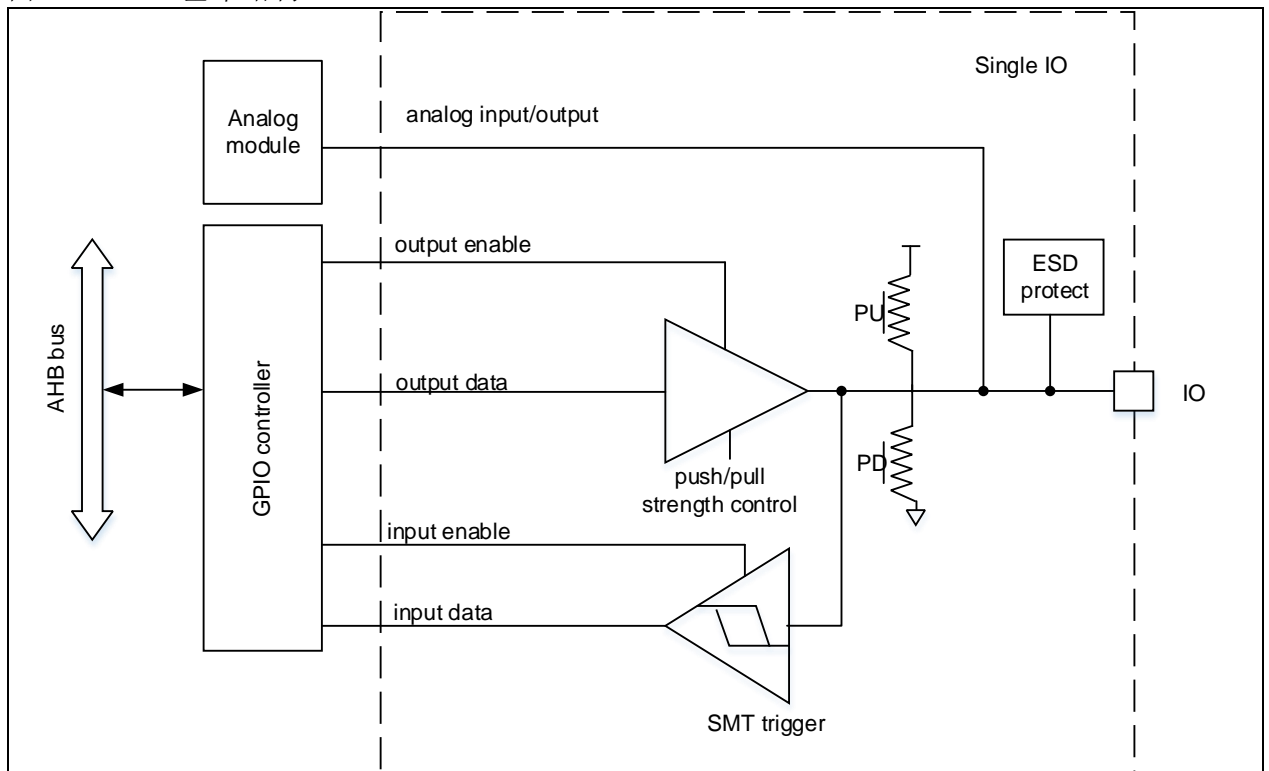 Single IO
Analog
module
analog input/output
output enable
ESD
protect
PU
AHB bus
GPIO controller
output data
IO
PD
push/pull
strength control
input enable
input data
SMT trigger